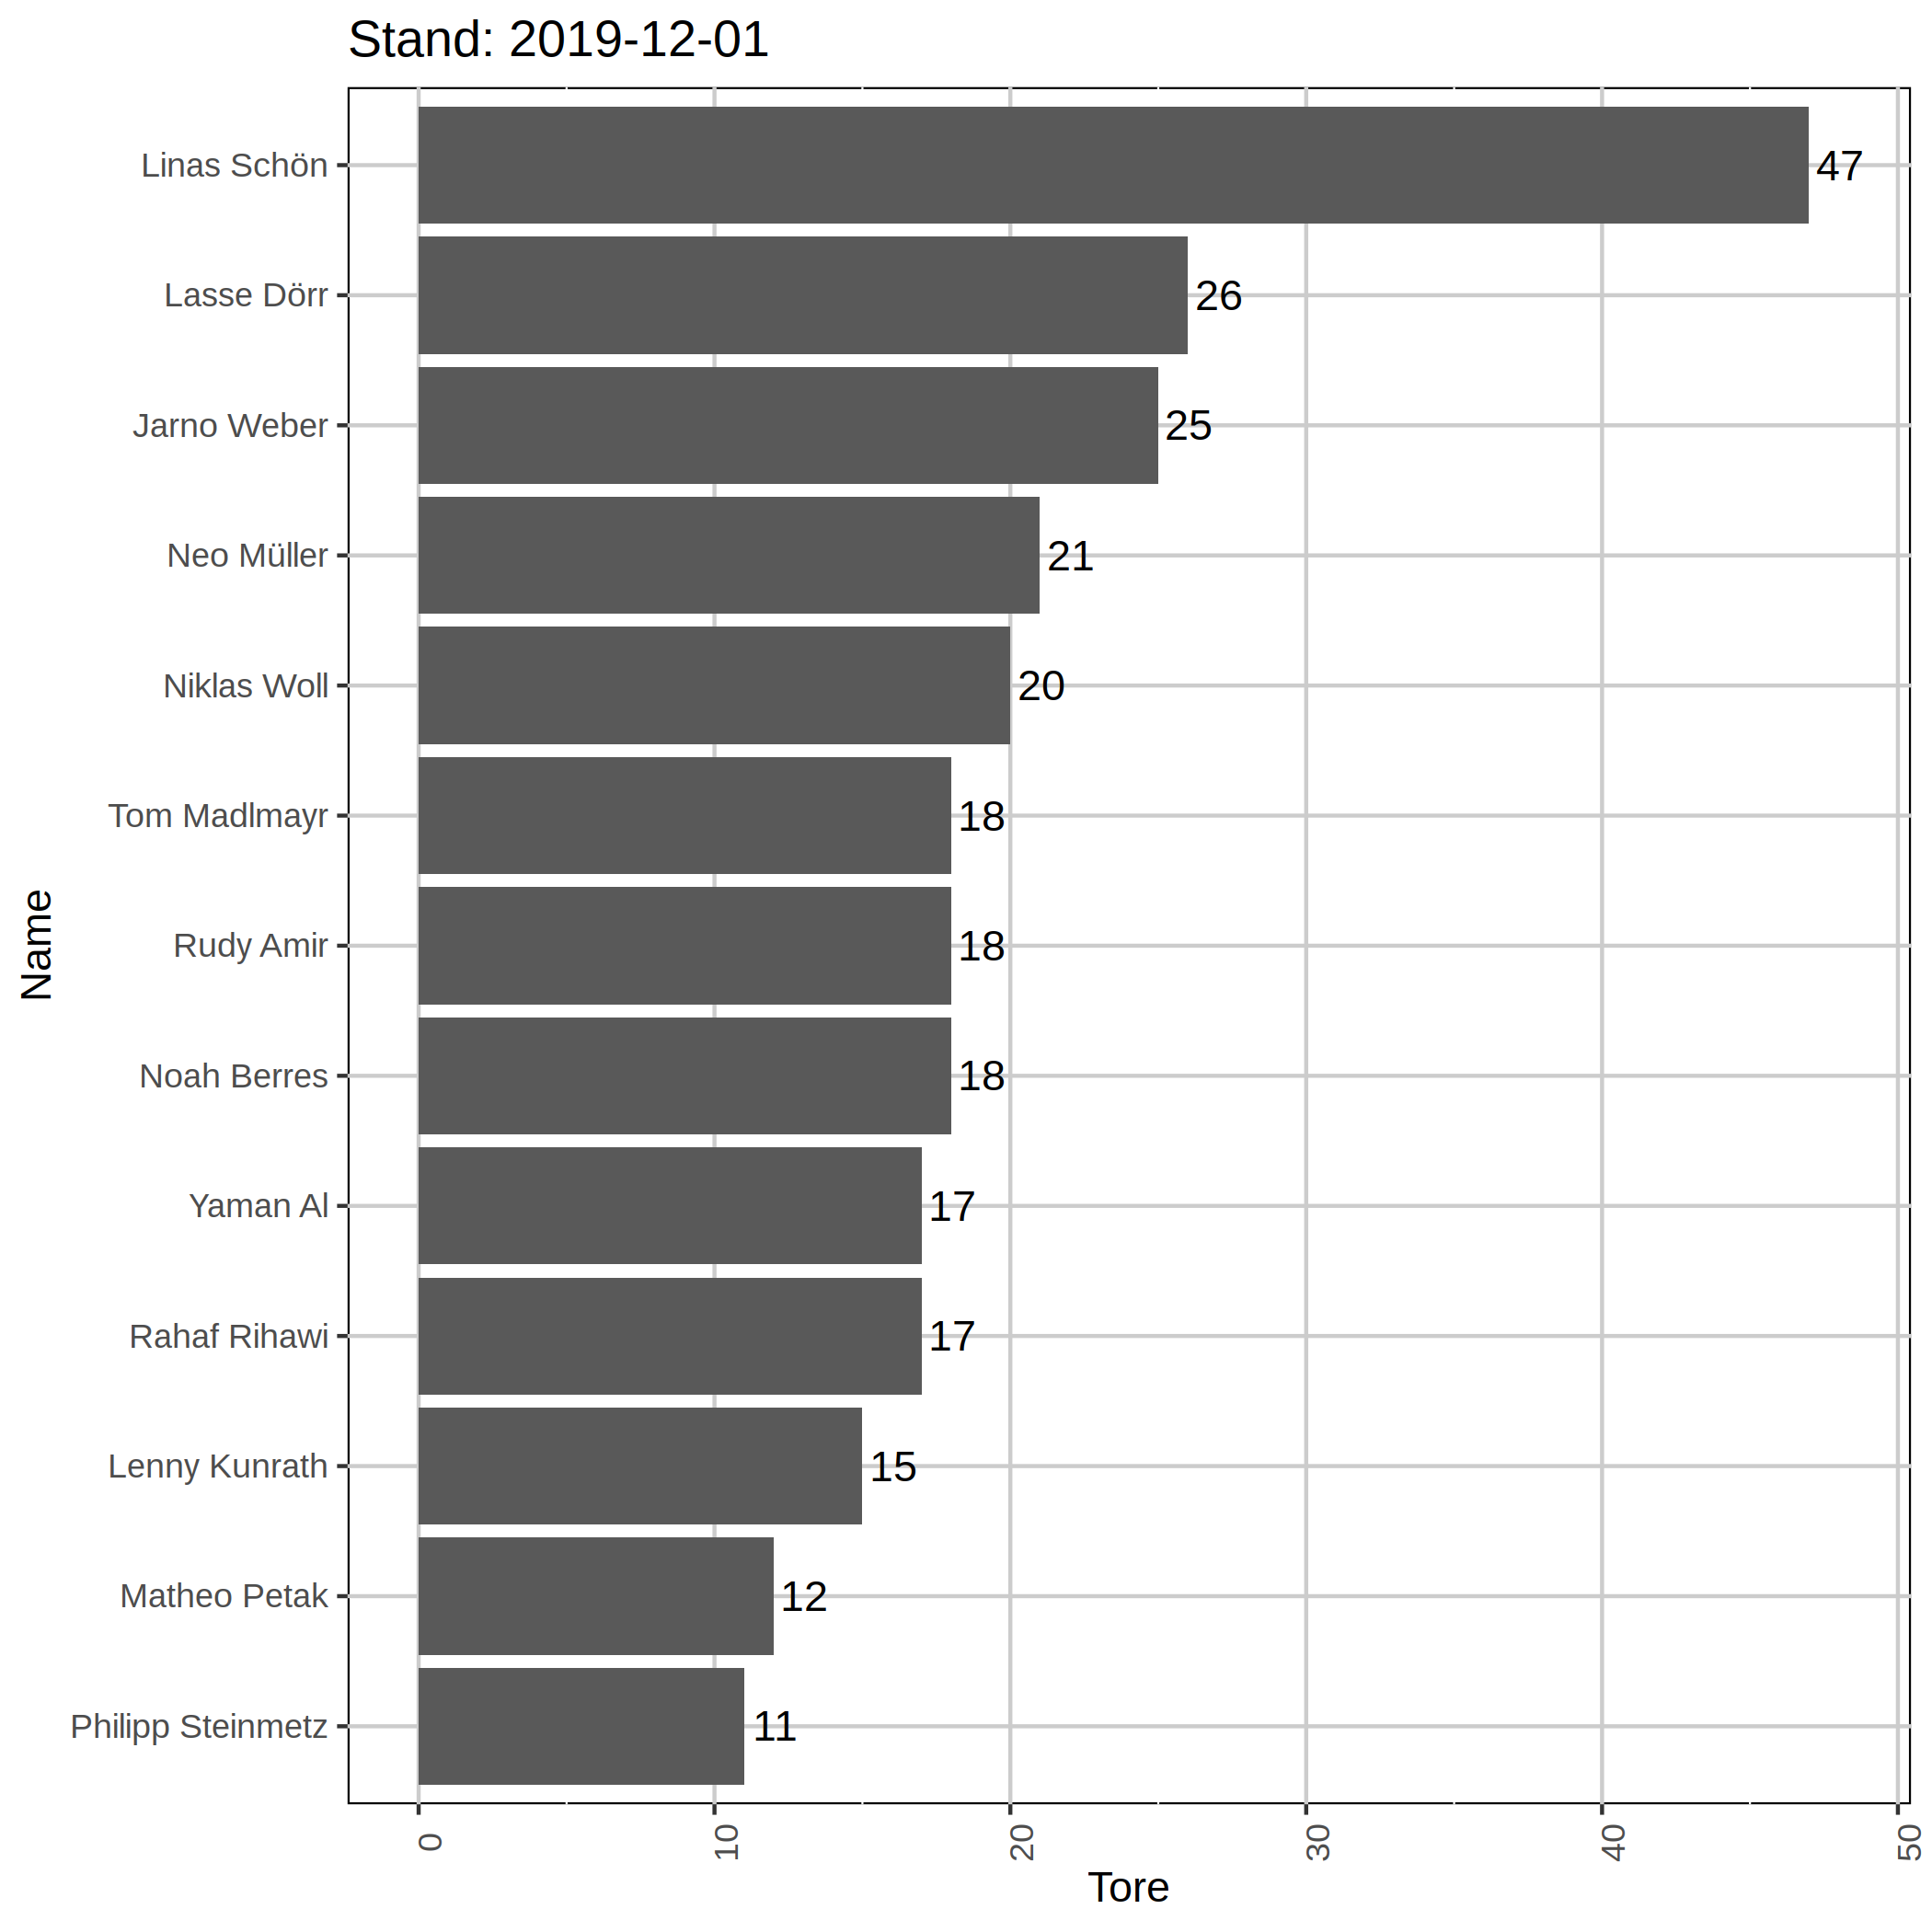 Stand: 2019-12-01
Linas Schön 47
Lasse Dörr 26
Jarno Weber 25
Neo Müller 21
Niklas Woll 20
Tom Madlmayr 18
Rudy Amir 18
Noah Berres 18
Yaman Al 17
Rahaf Rihawi 17
Lenny Kunrath 15
Matheo Petak 12
Philipp Steinmetz 11
Name
0 10 20 30 40 50
Tore